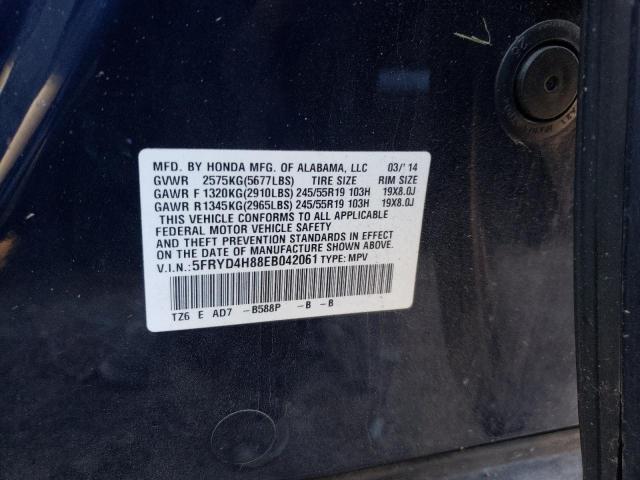 MFD. BY HONDA MFG. OF ALABAMA, LLC 03/'14
GVWR 2575KG(5677LBS) TIRE SIZE RIM SIZE
GAWR F 1320KG(2910LBS) 245/55R19 103H 19X8.0J
GAWR R 1345KG(2965LBS) 245/55R19 103H 19X8.0J
THIS VEHICLE CONFORMS TO ALL APPLICABLE
FEDERAL MOTOR VEHICLE SAFETY
AND THEFT PREVENTION STANDARDS IN EFFECT
ON THE DATE OF MANUFACTURE SHOWN ABOVE.
V.I.N.: 5FRYD4H88EB042061 TYPE: MPV
TZ6 E AD7 -B588P -B -B